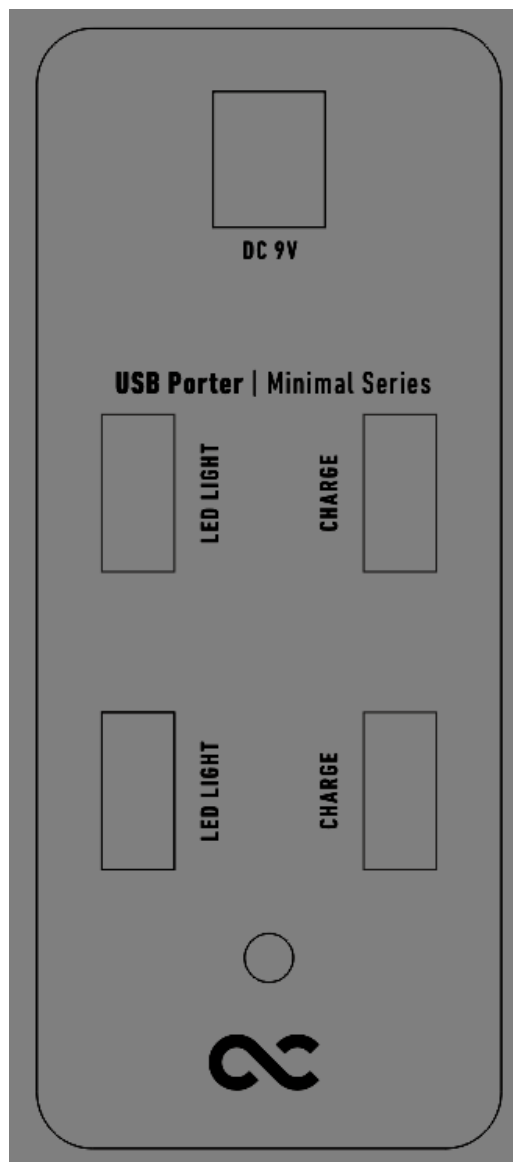 DC 9V
USB Porter | Minimal Series
LED LIGHT
CHARGE
LED LIGHT
CHARGE